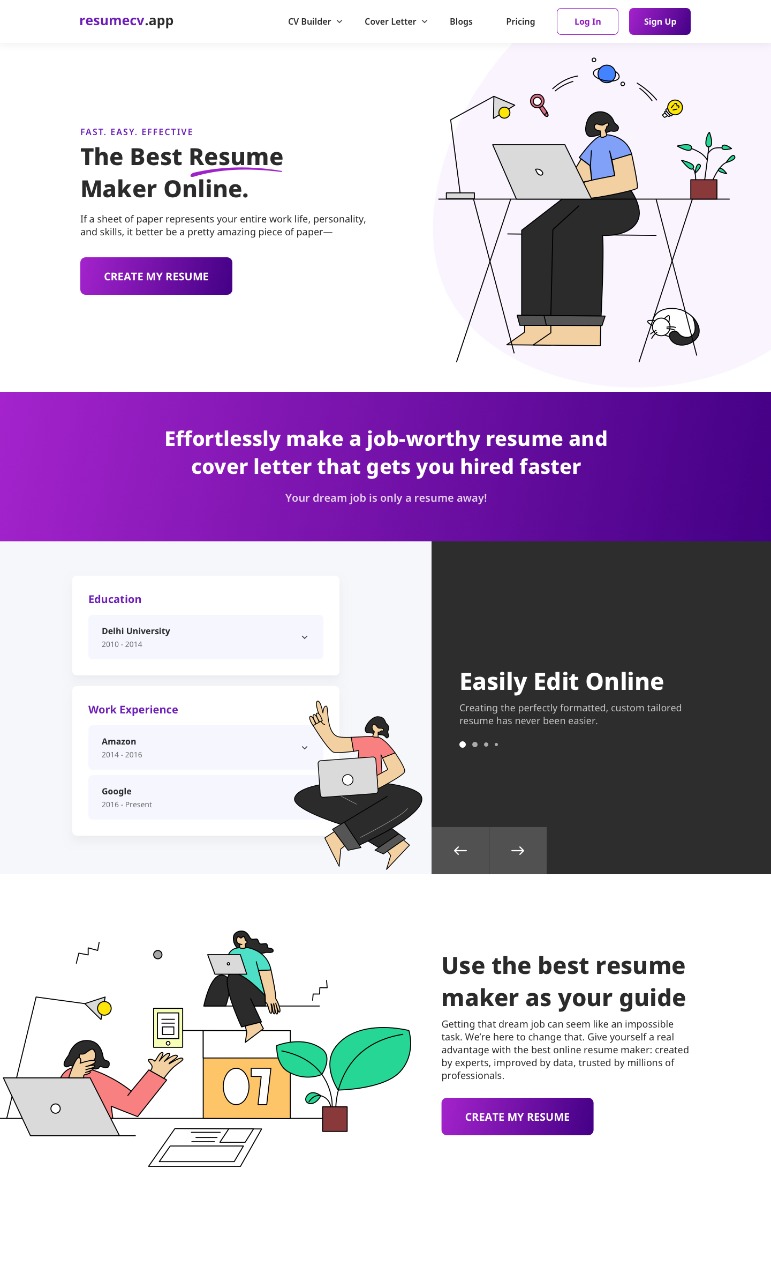 resumecv.app
CV Builder
Cover Letter
Blogs
Pricing
Log In
Sign Up
FAST. EASY. EFFECTIVE
The Best Resume
Maker Online.
If a sheet of paper represents your entire work life, personality,
and skills, it better be a pretty amazing piece of paper—
CREATE MY RESUME
Effortlessly make a job-worthy resume and
cover letter that gets you hired faster
Your dream job is only a resume away!
Education
Delhi University
2010 - 2014
Work Experience
Amazon
2014 - 2016
Google
2016 - Present
Easily Edit Online
Creating the perfectly formatted, custom tailored
resume has never been easier.
07
Use the best resume
maker as your guide
Getting that dream job can seem like an impossible
task. We're here to change that. Give yourself a real
advantage with the best online resume maker: created
by experts, improved by data, trusted by millions of
professionals.
CREATE MY RESUME